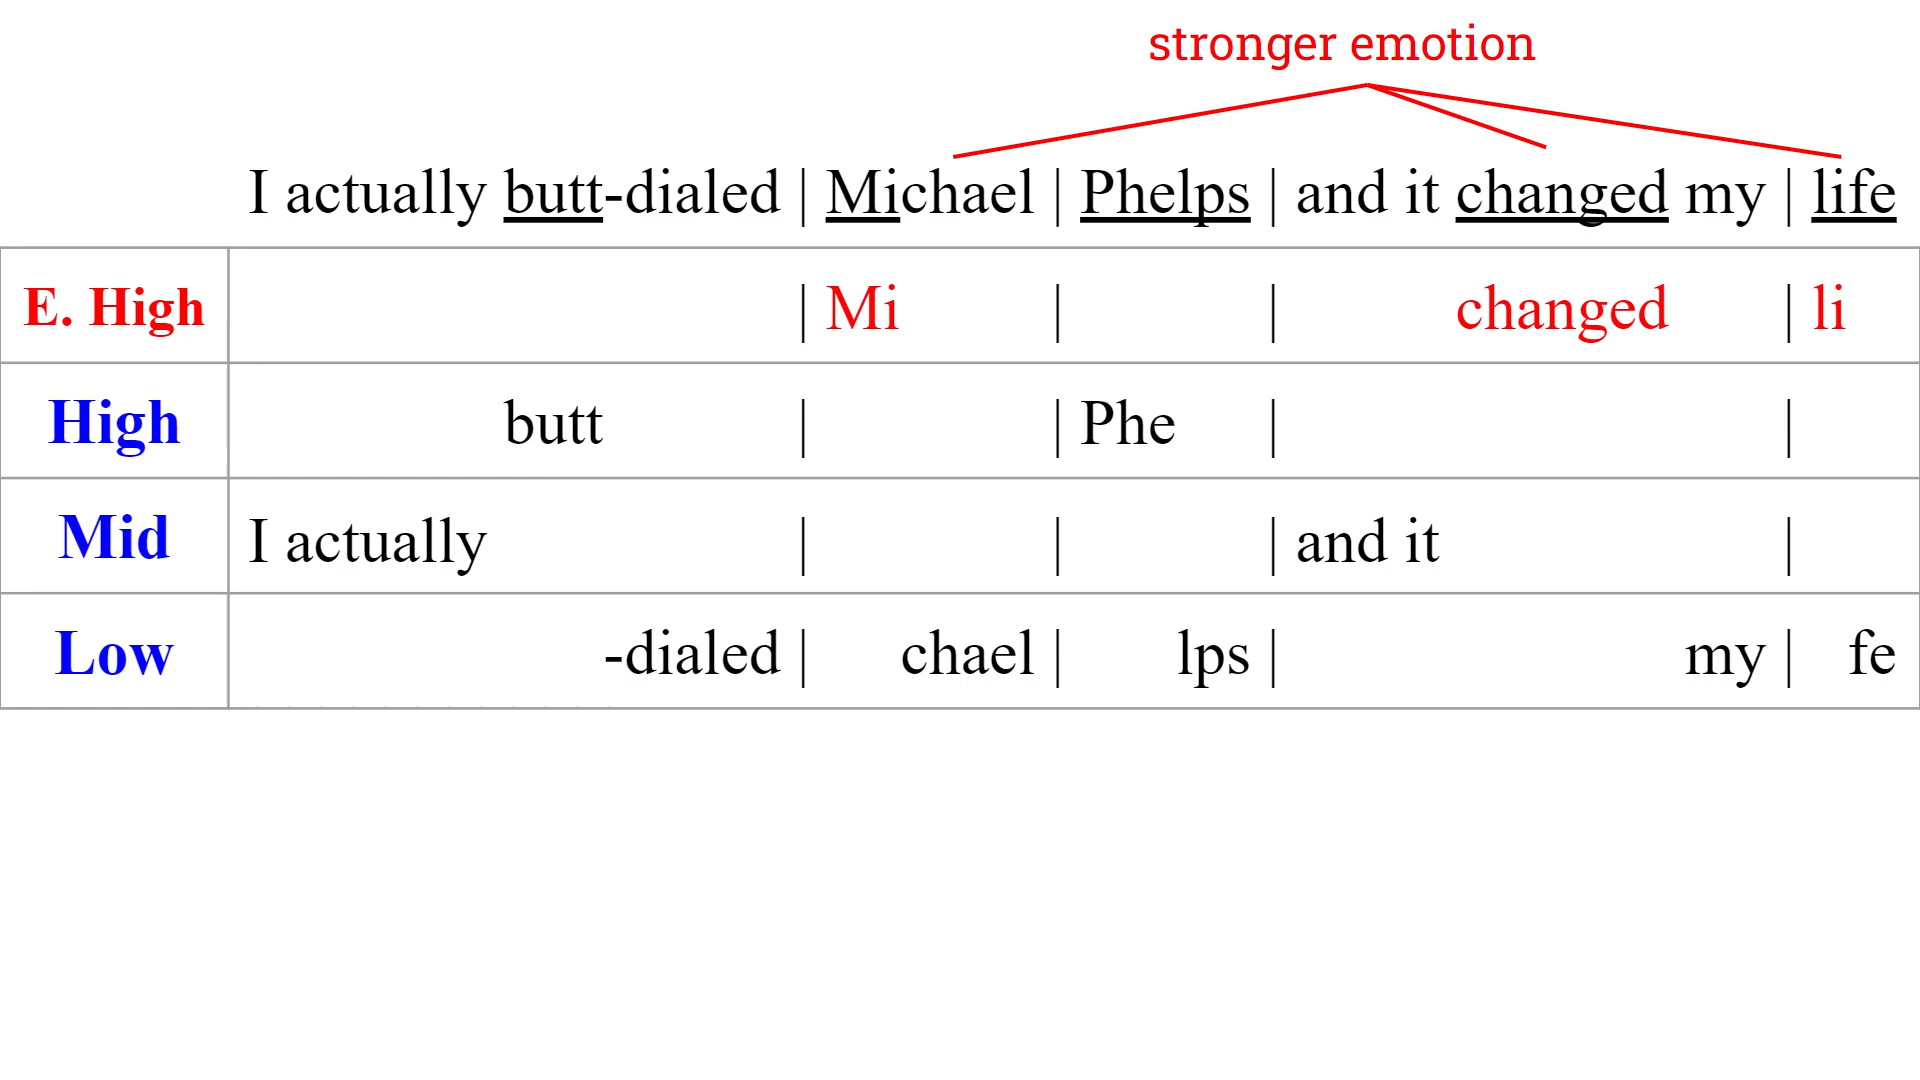 stronger emotion
I actually butt-dialed | Michael | Phelps | and it changed my | life
E. High | Mi | | changed | li
High butt | | Phe | |
Mid I actually | | | and it |
Low -dialed | chael | lps | my | fe